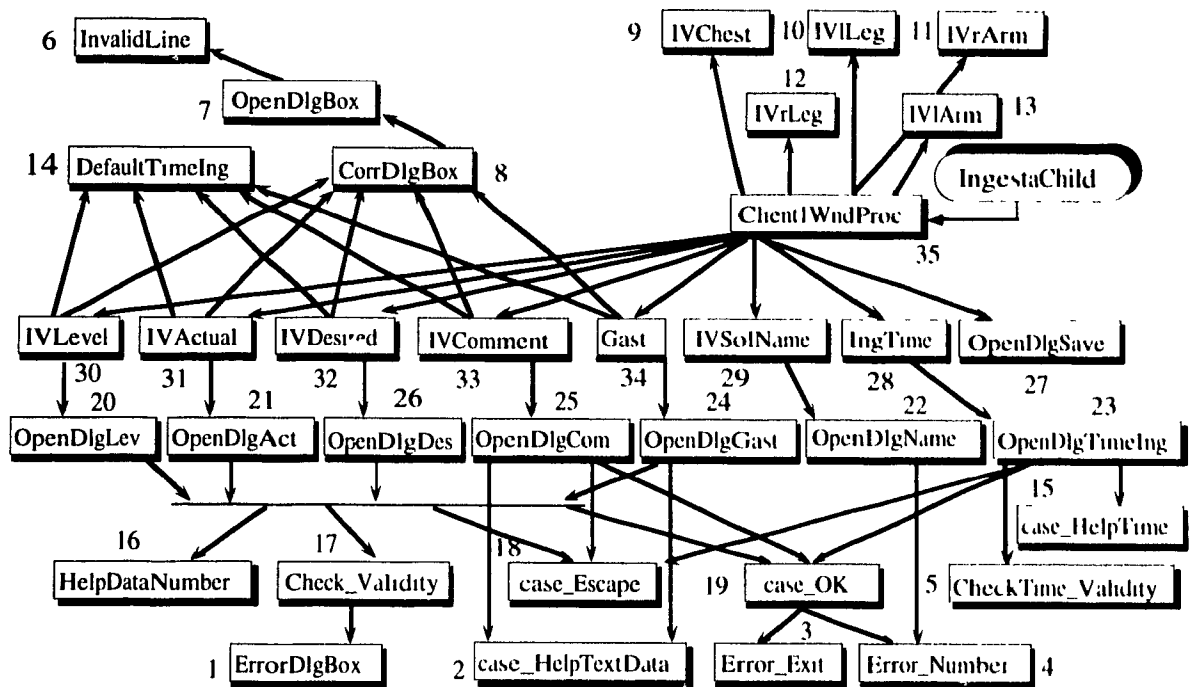 6 InvalidLine
9 IVChest 10 IVlLeg 11 IVrArm
7 OpenDlgBox
12
IVrLeg IVlArm 13
14 DefaultTimeIng CorrDlgBox 8
IngestaChild
Client1WndProc
35
IVLevel IVActual IVDesired IVComment Gast IVSolName IngTime OpenDlgSave
30 31 32 33 34 29 28 27
20 21 26 25 24 22 23
OpenDlgLev OpenDlgAct OpenDlgDes OpenDlgCom OpenDlgGast OpenDlgName OpenDlgTimeIng
15
case_HelpTime
16 17 18
HelpDataNumber Check_Validity case_Escape 19 case_OK 5 CheckTime_Validity
3
1 ErrorDlgBox 2 case_HelpTextData Error_Exit Error_Number 4